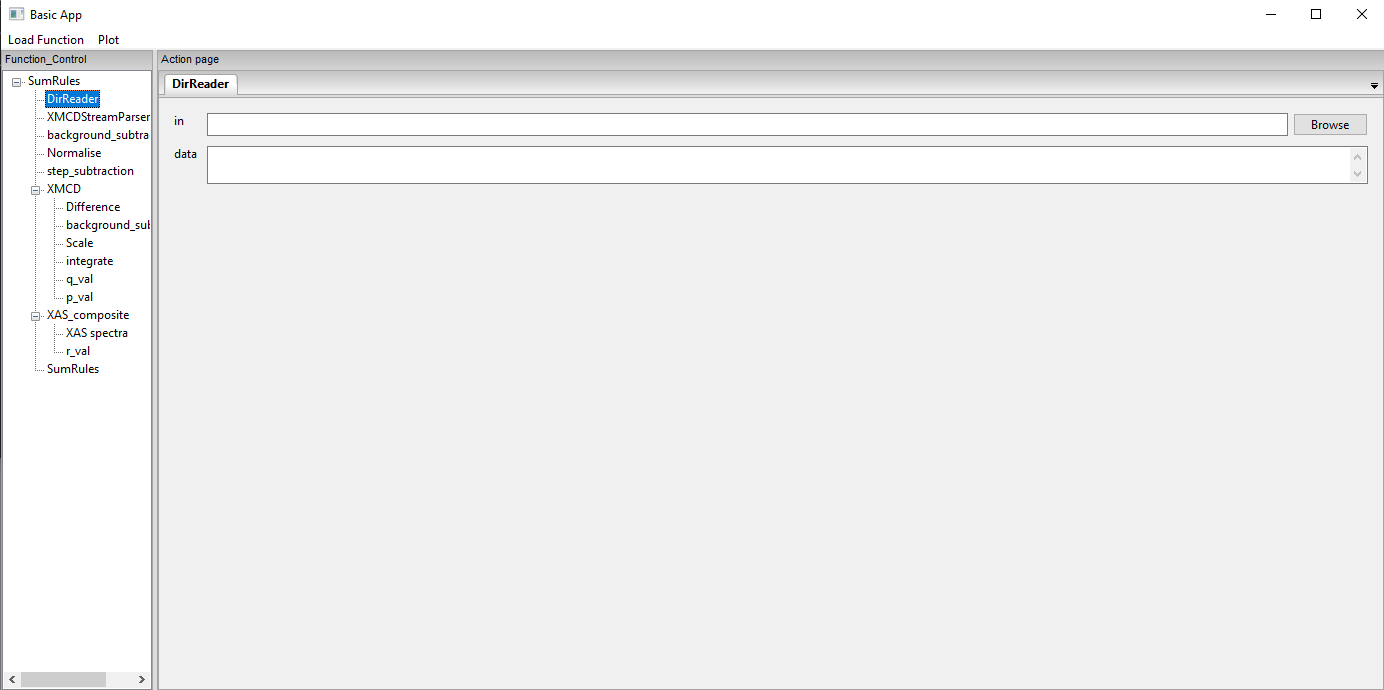 Basic App
Load Function Plot
Function_Control
SumRules
DirReader
XMCDStreamParser
background_subtra
Normalise
step_subtraction
XMCD
Difference
background_sub
Scale
integrate
q_val
p_val
XAS_composite
XAS spectra
r_val
SumRules
Action page
DirReader
in
Browse
data